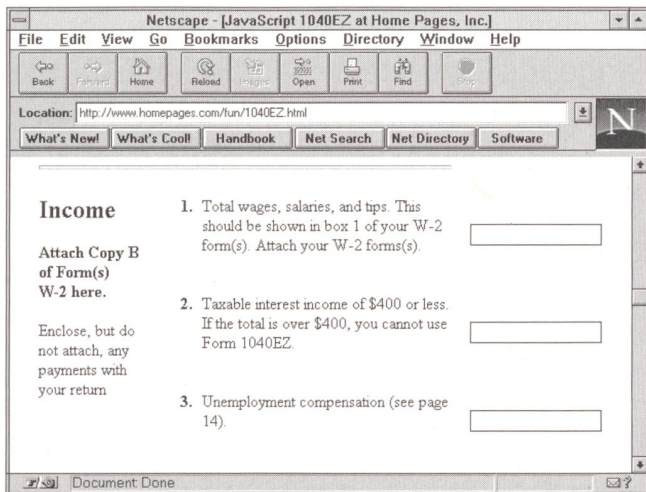 Netscape - [JavaScript 1040EZ at Home Pages, Inc.]
File Edit View Go Bookmarks Options Directory Window Help
Back Forward Home Reload Images Open Print Find Stop
Location: http://www.homepages.com/fun/1040EZ.html
N
What's New! What's Cool! Handbook Net Search Net Directory Software
Income
Attach Copy B
of Form(s)
W-2 here.
Enclose, but do
not attach, any
payments with
your return
1. Total wages, salaries, and tips. This
should be shown in box 1 of your W-2
form(s). Attach your W-2 forms(s).
2. Taxable interest income of $400 or less.
If the total is over $400, you cannot use
Form 1040EZ.
3. Unemployment compensation (see page
14).
Document: Done
?